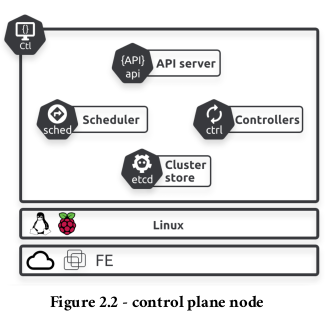 {}
Ctl
{API}
api
API server
sched
Scheduler
ctrl
Controllers
etcd
Cluster
store
Linux
FE
Figure 2.2 - control plane node